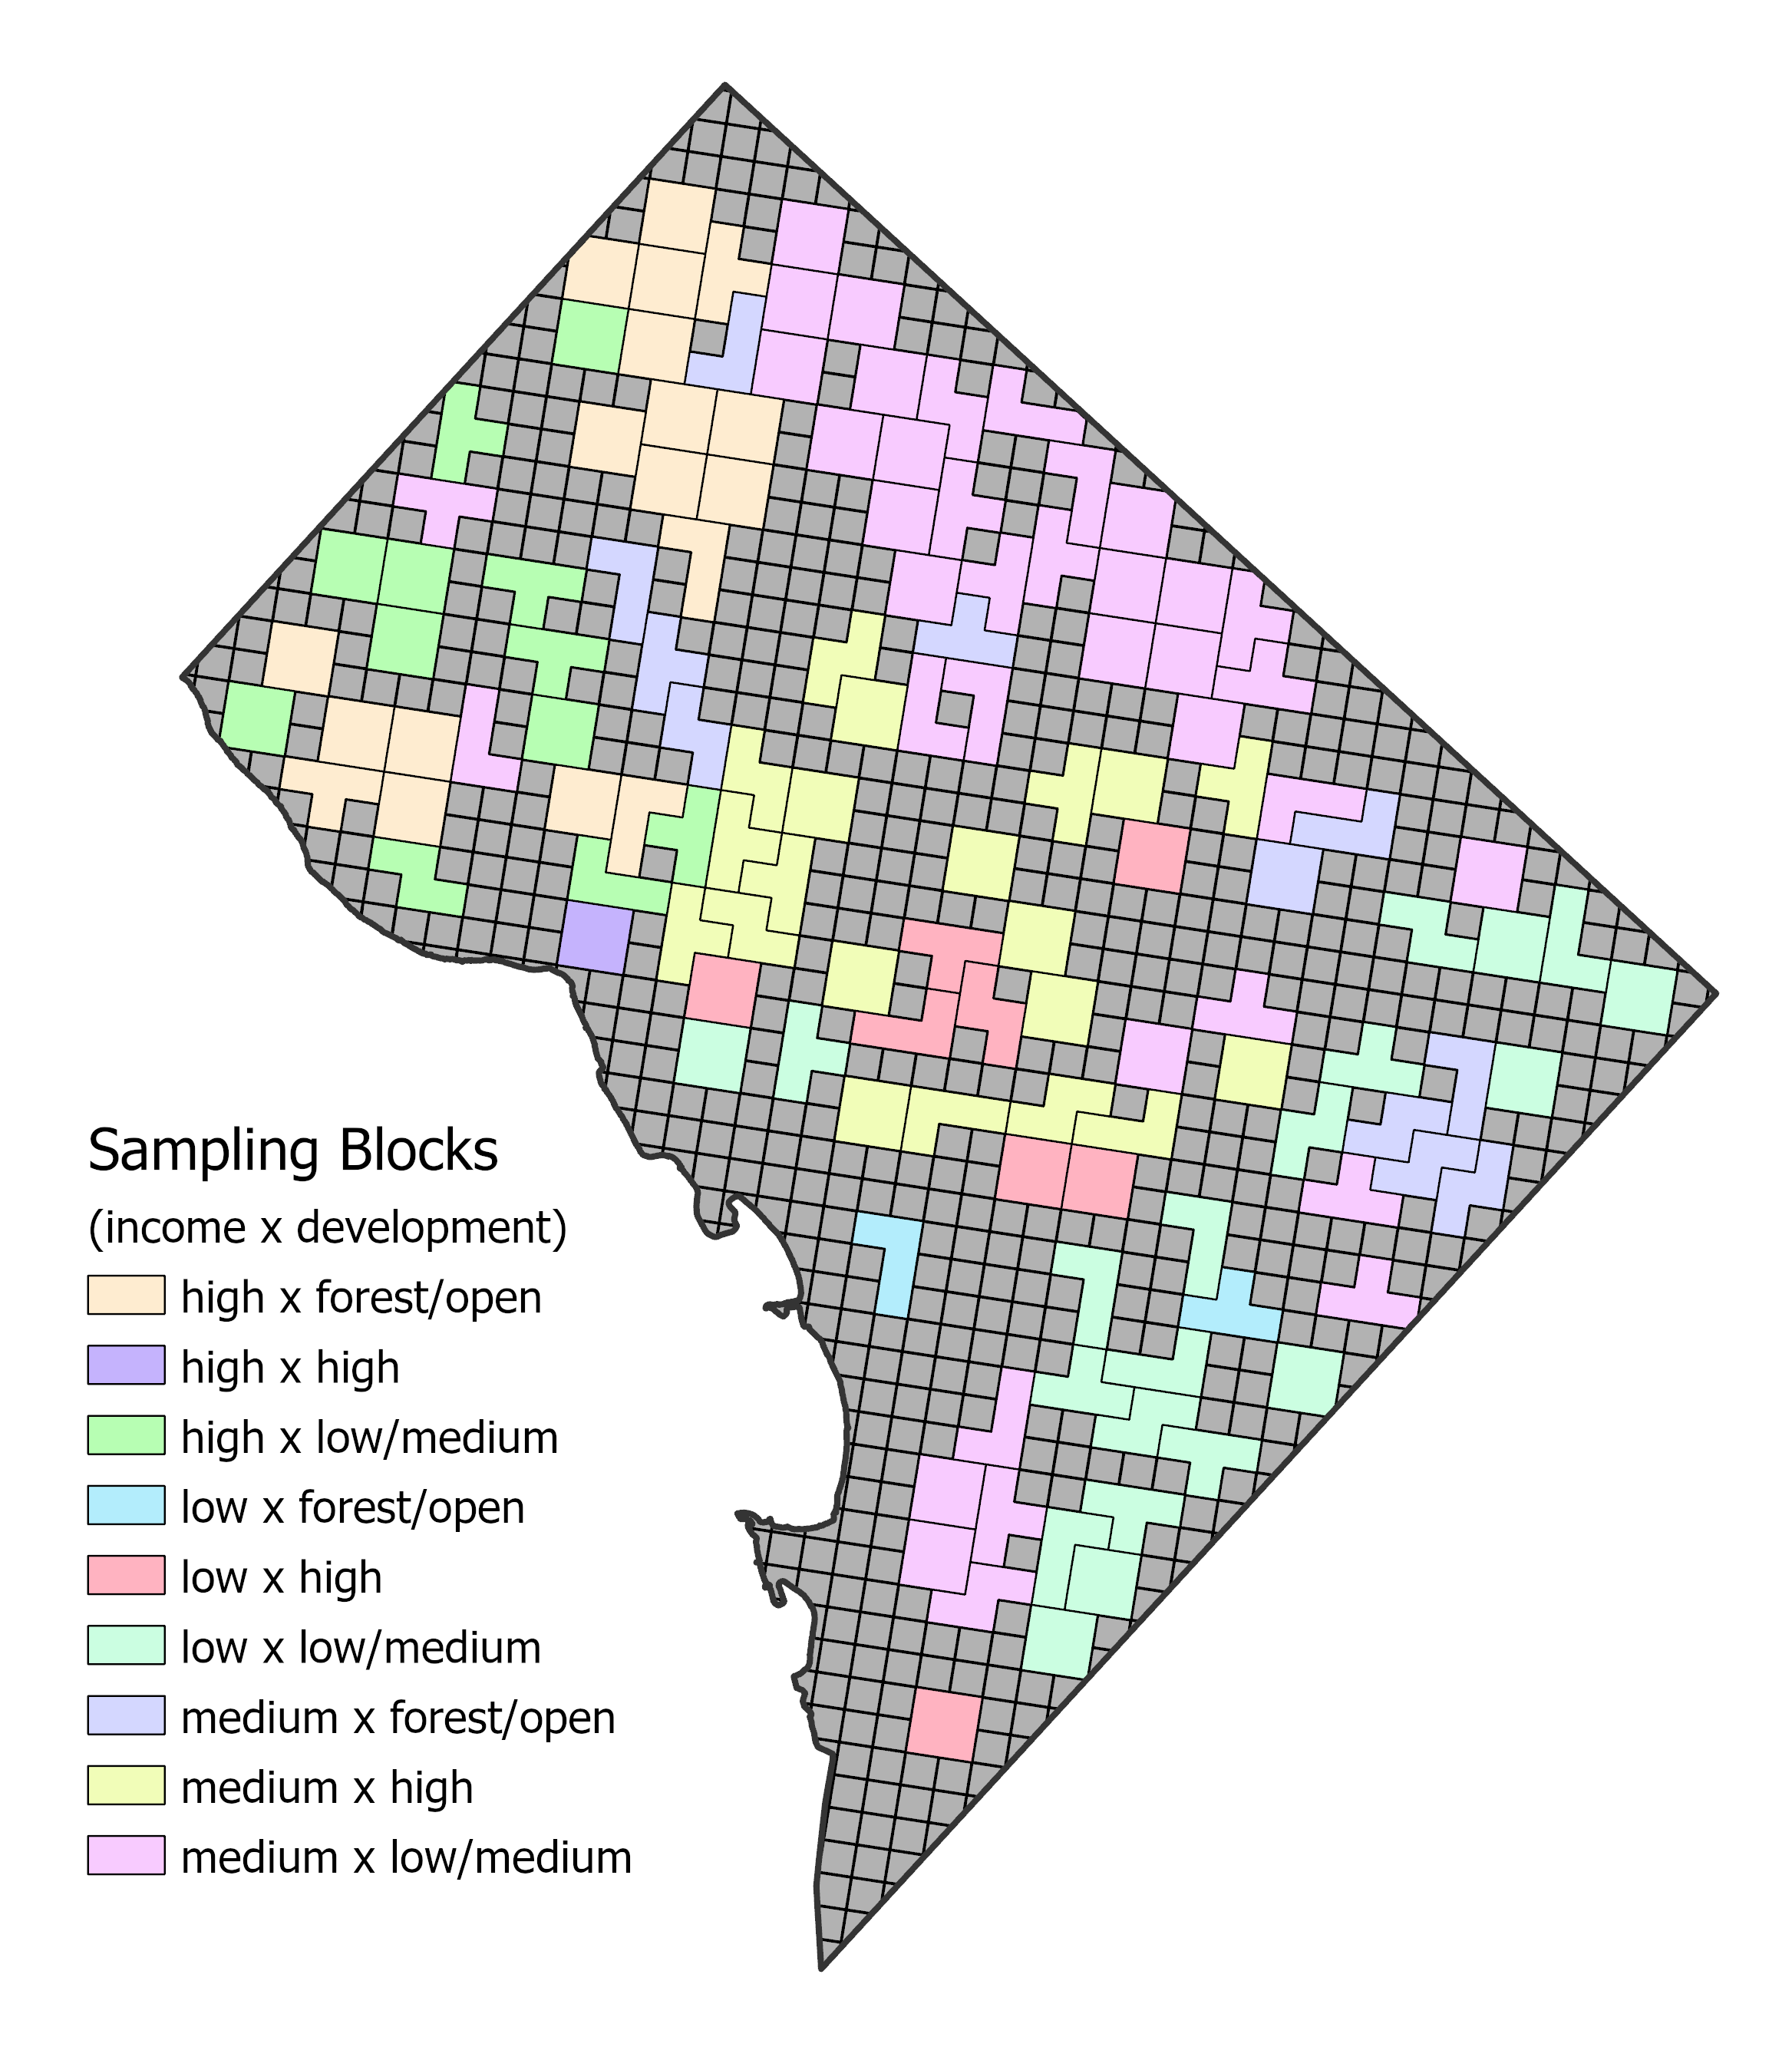 Sampling Blocks
(income x development)
high x forest/open
high x high
high x low/medium
low x forest/open
low x high
low x low/medium
medium x forest/open
medium x high
medium x low/medium